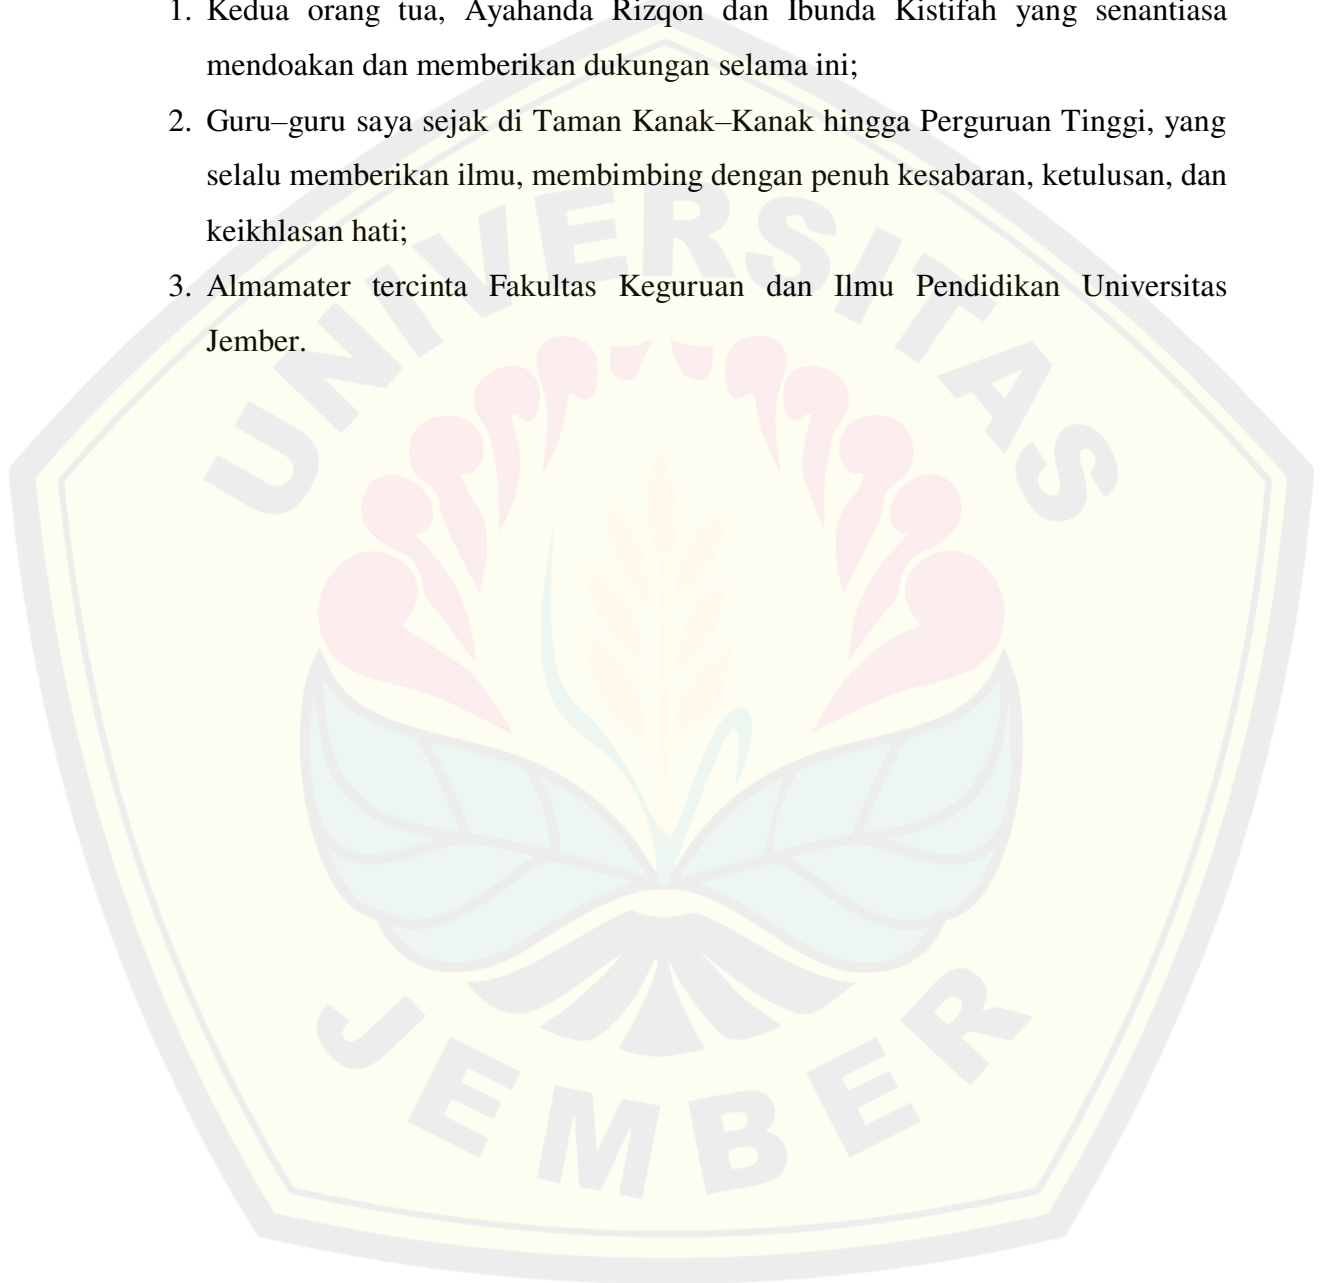 1. Kedua orang tua, Ayahanda Rizqon dan Ibunda Kistifah yang senantiasa
mendoakan dan memberikan dukungan selama ini;
2. Guru–guru saya sejak di Taman Kanak–Kanak hingga Perguruan Tinggi, yang
selalu memberikan ilmu, membimbing dengan penuh kesabaran, ketulusan, dan
keikhlasan hati;
3. Almamater tercinta Fakultas Keguruan dan Ilmu Pendidikan Universitas
Jember.
UNIVERSITAS
JEMBER